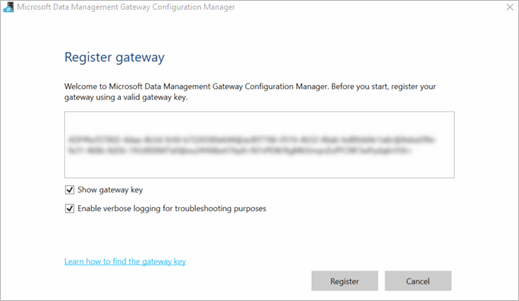 Microsoft Data Management Gateway Configuration Manager
Register gateway
Welcome to Microsoft Data Management Gateway Configuration Manager. Before you start, register your
gateway using a valid gateway key.
Show gateway key
Enable verbose logging for troubleshooting purposes
Learn how to find the gateway key
Register
Cancel